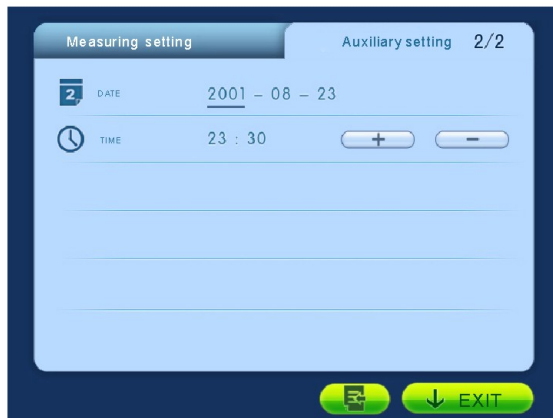 Measuring setting
Auxiliary setting 2/2
2 DATE 2001 – 08 – 23
TIME 23 : 30 + −
EXIT